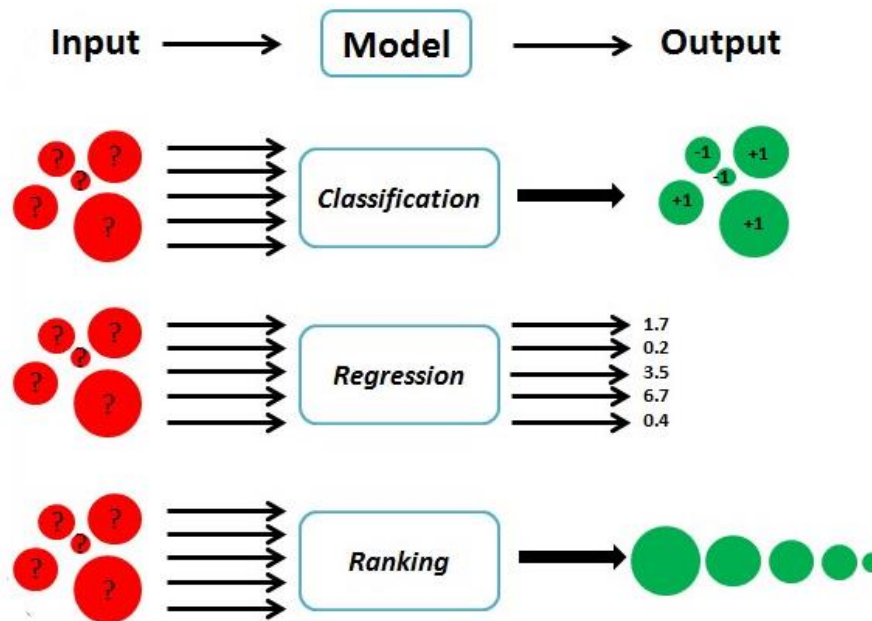 Input Model Output
? ? ? ? ?
Classification
-1 +1 -1 +1 +1
? ? ? ? ?
Regression
1.7
0.2
3.5
6.7
0.4
? ? ? ? ?
Ranking